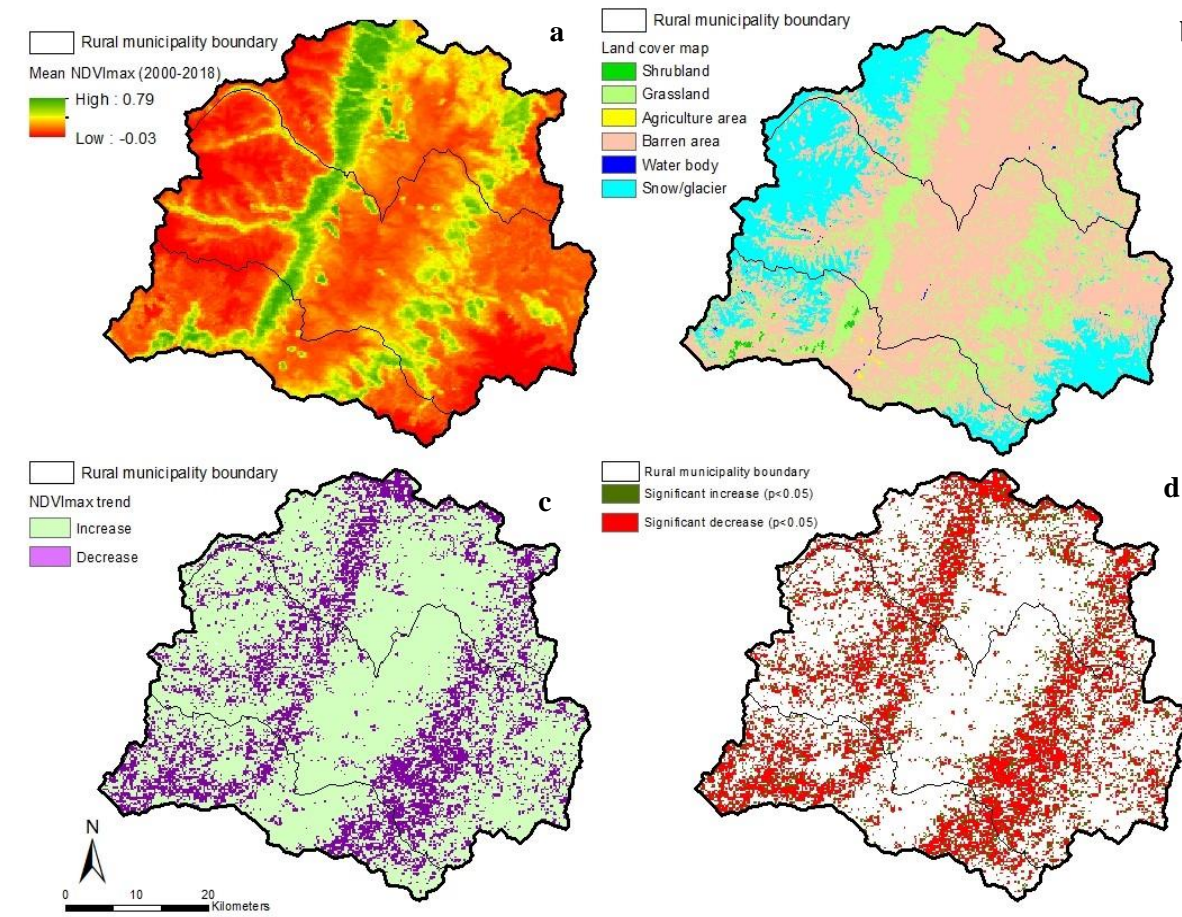 a
Rural municipality boundary
Mean NDVImax (2000-2018)
High : 0.79
Low : -0.03
b
Rural municipality boundary
Land cover map
Shrubland
Grassland
Agriculture area
Barren area
Water body
Snow/glacier
c
Rural municipality boundary
NDVImax trend
Increase
Decrease
N
0 10 20
Kilometers
d
Rural municipality boundary
Significant increase (p<0.05)
Significant decrease (p<0.05)